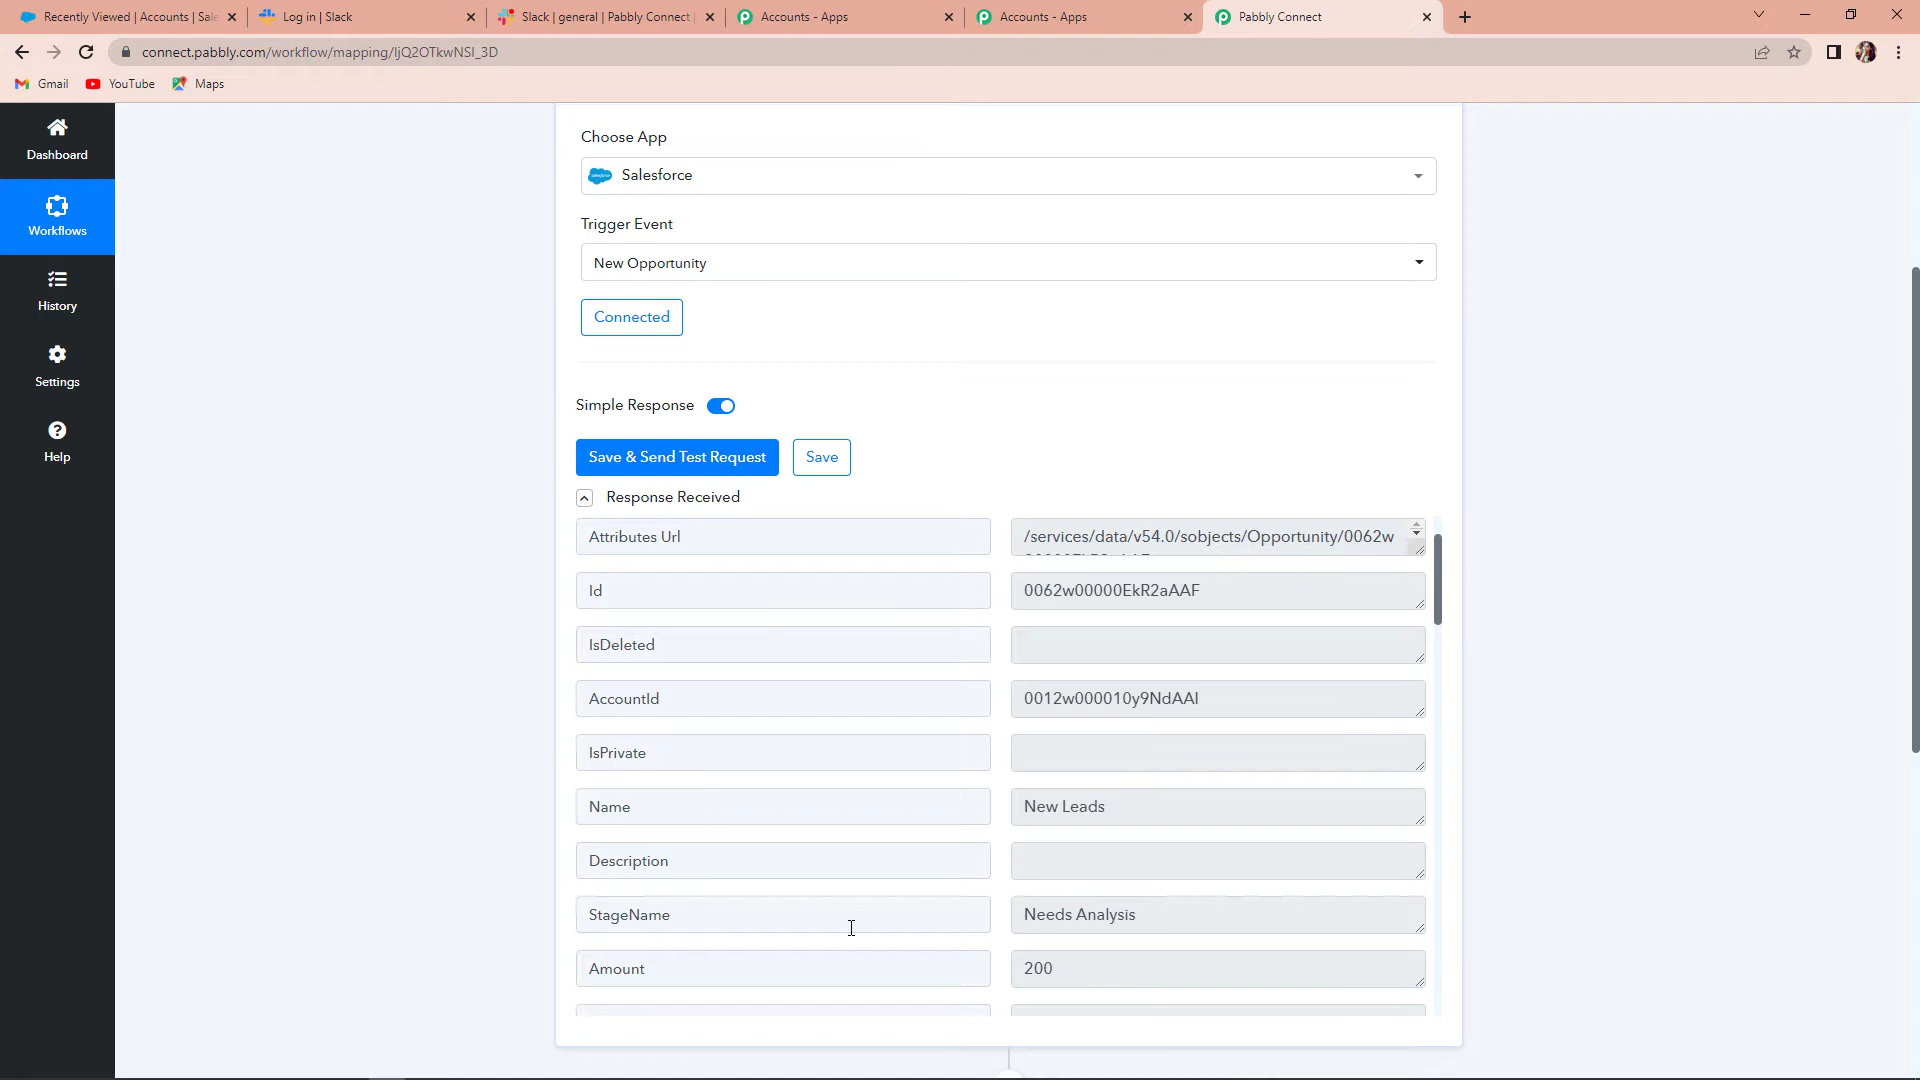 Recently Viewed | Accounts | Sale
Log in | Slack
Slack | general | Pabbly Connect
Accounts - Apps
Accounts - Apps
Pabbly Connect
connect.pabbly.com/workflow/mapping/IjQ2OTkwNSI_3D
Gmail
YouTube
Maps
Dashboard
Workflows
History
Settings
Help
Choose App
Salesforce
Trigger Event
New Opportunity
Connected
Simple Response
Save & Send Test Request
Save
Response Received
Attributes Url
/services/data/v54.0/sobjects/Opportunity/0062w
Id
0062w00000EkR2aAAF
IsDeleted
AccountId
0012w000010y9NdAAI
IsPrivate
Name
New Leads
Description
StageName
Needs Analysis
Amount
200